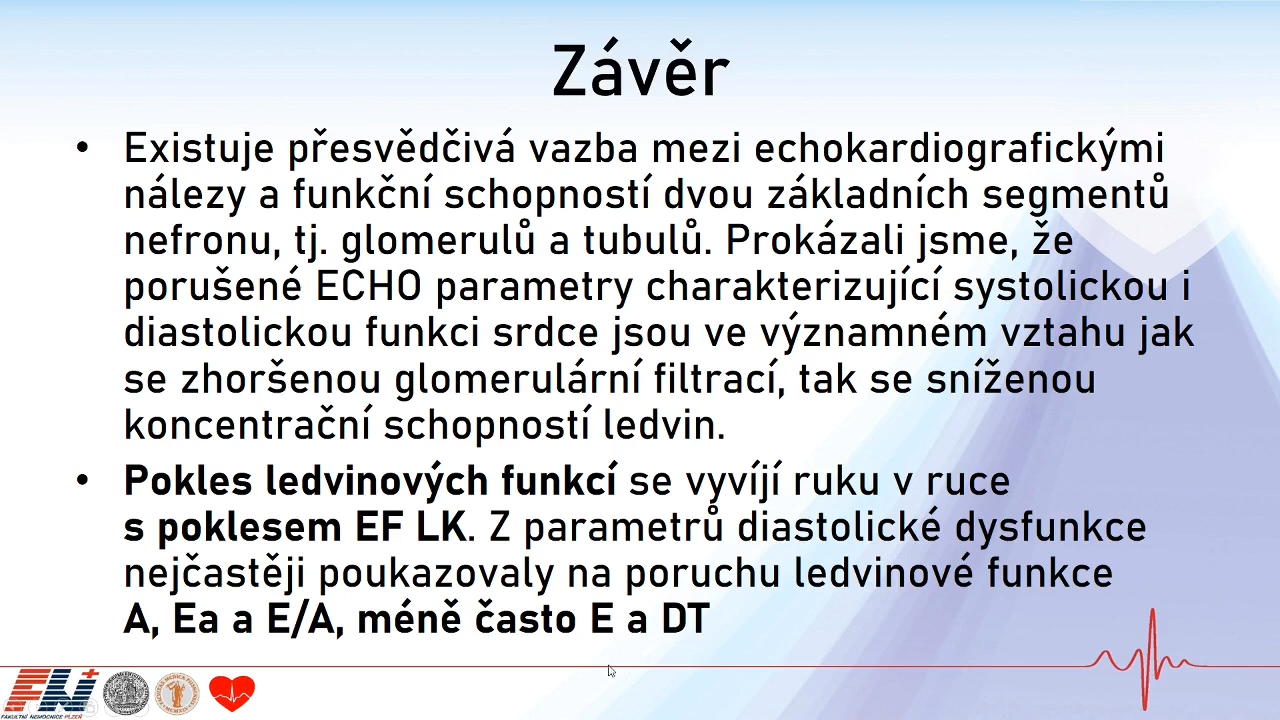 Závěr
• Existuje přesvědčivá vazba mezi echokardiografickými
nálezy a funkční schopností dvou základních segmentů
nefronu, tj. glomerulů a tubulů. Prokázali jsme, že
porušené ECHO parametry charakterizující systolickou i
diastolickou funkci srdce jsou ve významném vztahu jak
se zhoršenou glomerulární filtrací, tak se sníženou
koncentrační schopností ledvin.
• Pokles ledvinových funkcí se vyvíjí ruku v ruce
s poklesem EF LK. Z parametrů diastolické dysfunkce
nejčastěji poukazovaly na poruchu ledvinové funkce
A, Ea a E/A, méně často E a DT
FN
FAKULTNÍ NEMOCNICE PLZEŇ